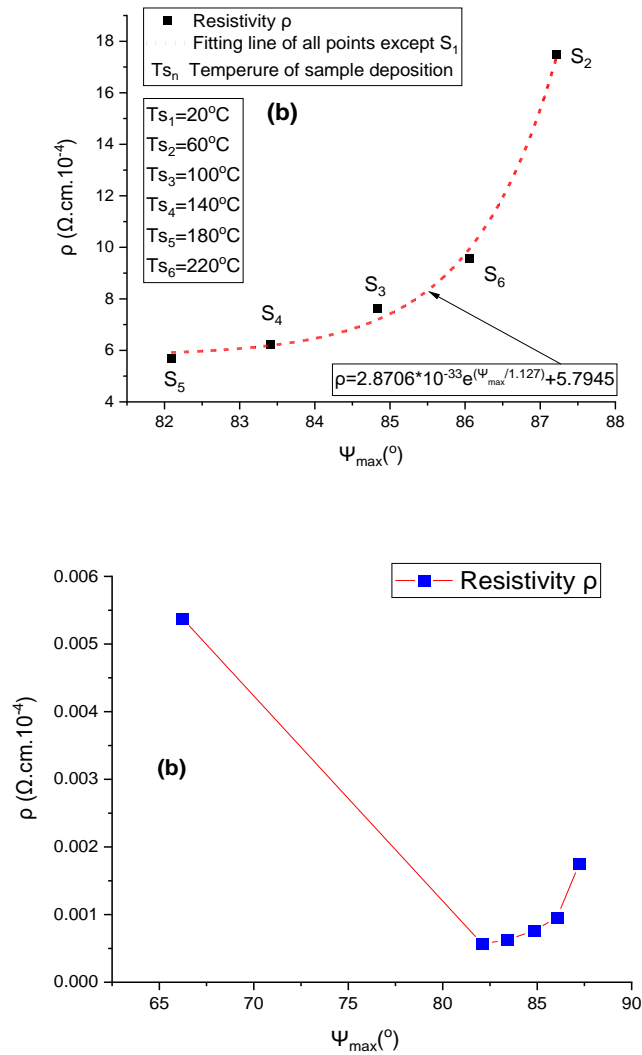 Resistivity ρ
Fitting line of all points except S₁
Tsₙ Temperure of sample deposition
(b)
Ts₁=20°C
Ts₂=60°C
Ts₃=100°C
Ts₄=140°C
Ts₅=180°C
Ts₆=220°C
18
16
14
12
10
8
6
4
ρ (Ω.cm.10⁻⁴)
S₂
S₆
S₃
S₄
S₅
ρ=2.8706*10⁻³³e^(Ψmax/1.127)+5.7945
82 83 84 85 86 87 88
Ψmax(°)
Resistivity ρ
0.006
0.005
0.004
0.003
0.002
0.001
0.000
ρ (Ω.cm.10⁻⁴)
(b)
65 70 75 80 85 90
Ψmax(°)